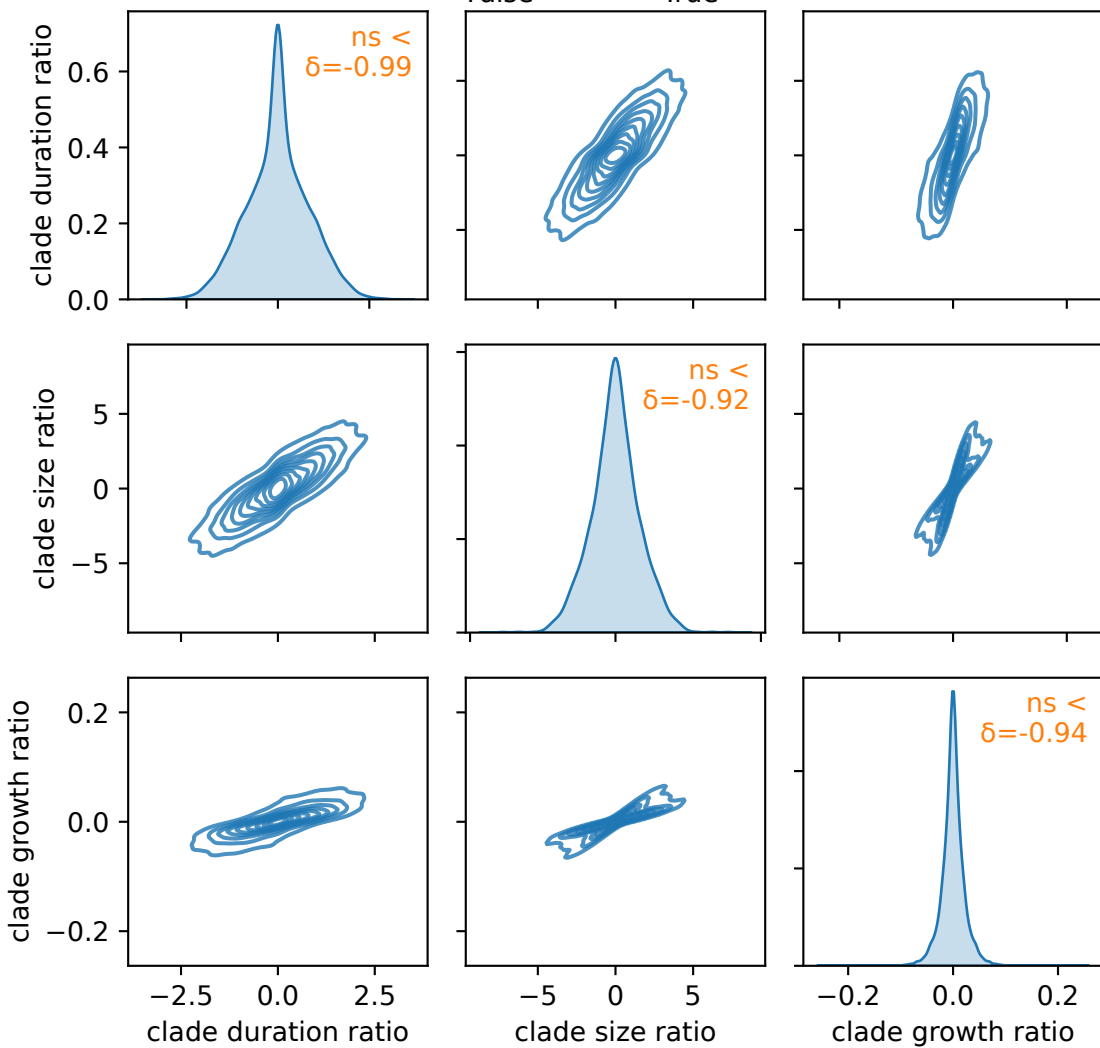 clade duration ratio
0.6
0.4
0.2
0.0
ns <
δ=-0.99
clade size ratio
5
0
−5
ns <
δ=-0.92
clade growth ratio
0.2
0.0
−0.2
ns <
δ=-0.94
−2.5 0.0 2.5
−5 0 5
−0.2 0.0 0.2
clade duration ratio
clade size ratio
clade growth ratio